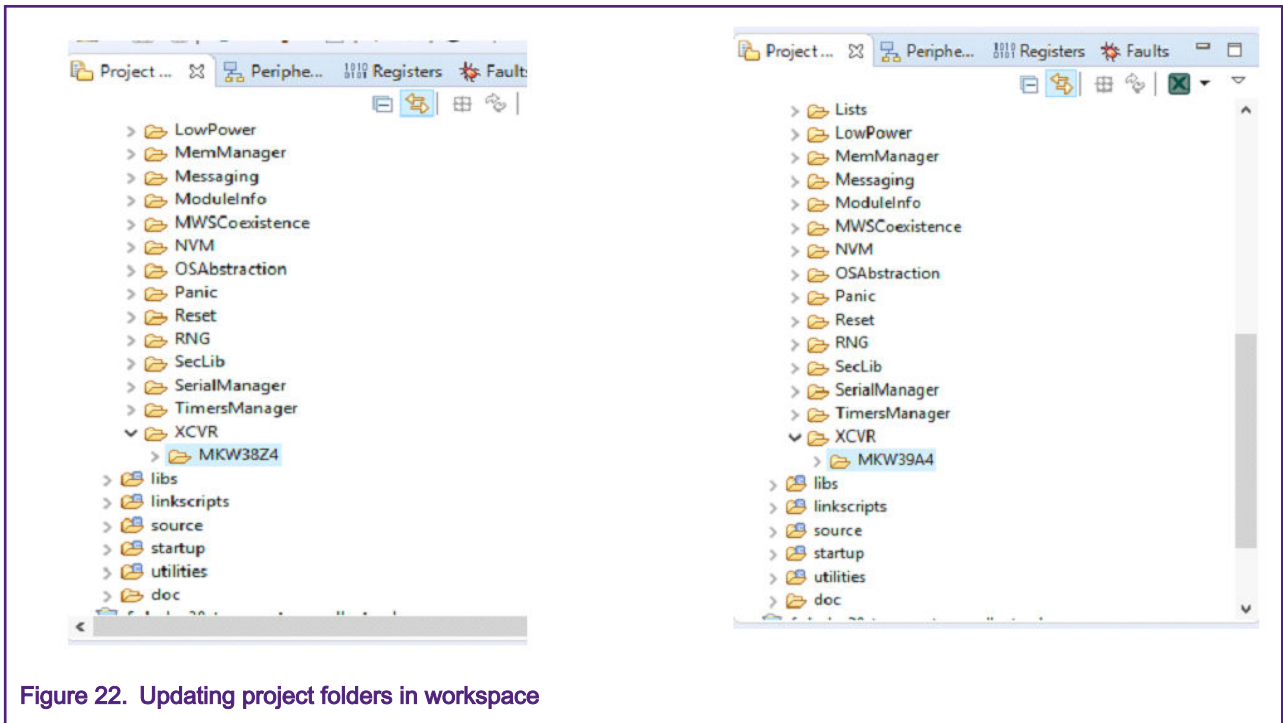 Project ... Periphe... Registers Fault
LowPower
MemManager
Messaging
ModuleInfo
MWSCoexistence
NVM
OSAbstraction
Panic
Reset
RNG
SecLib
SerialManager
TimersManager
XCVR
MKW38Z4
libs
linkscripts
source
startup
utilities
doc
Project ... Periphe... Registers Faults
Lists
LowPower
MemManager
Messaging
ModuleInfo
MWSCoexistence
NVM
OSAbstraction
Panic
Reset
RNG
SecLib
SerialManager
TimersManager
XCVR
MKW39A4
libs
linkscripts
source
startup
utilities
doc
Figure 22. Updating project folders in workspace